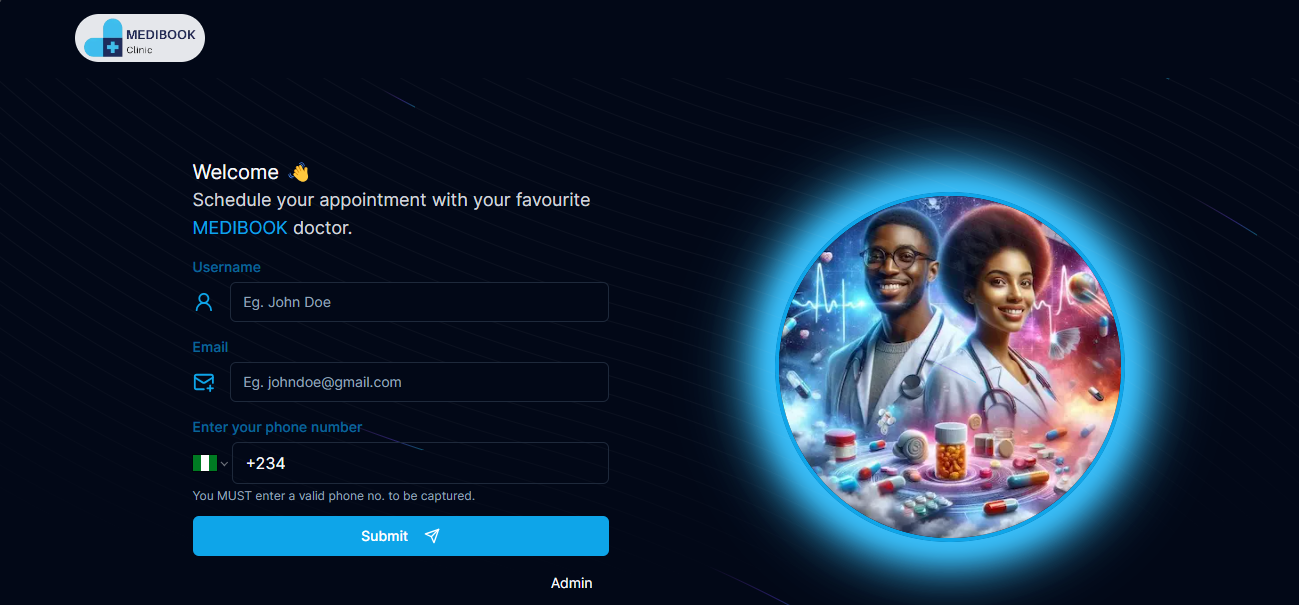 MEDIBOOK
Clinic
Welcome 👋
Schedule your appointment with your favourite
MEDIBOOK doctor.
Username
Eg. John Doe
Email
Eg. johndoe@gmail.com
Enter your phone number
+234
You MUST enter a valid phone no. to be captured.
Submit
Admin